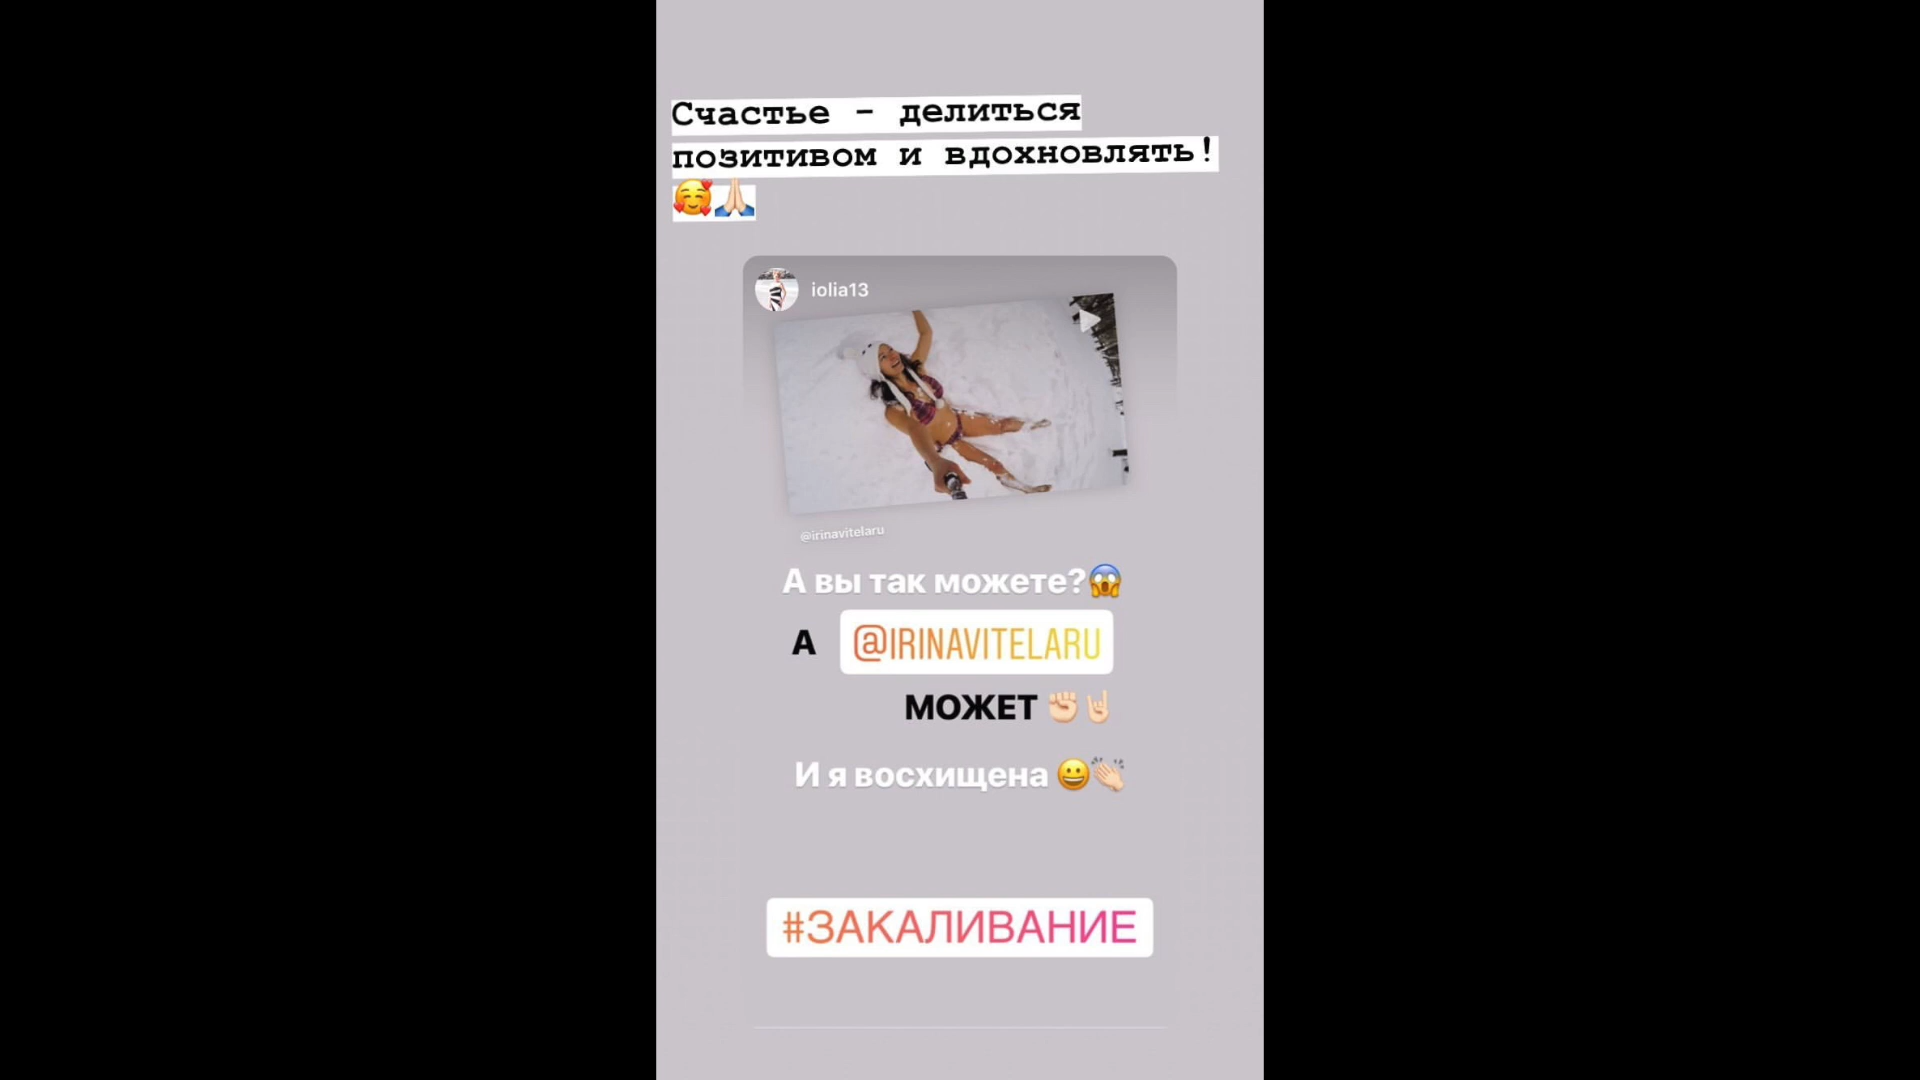 Счастье - делиться
позитивом и вдохновлять!
🥰🙏🏻
iolia13
@irinavitelaru
А вы так можете?😱
А @IRINAVITELARU
МОЖЕТ ✊🏻🤘🏻
И я восхищена 😀👏🏻
#ЗАКАЛИВАНИЕ